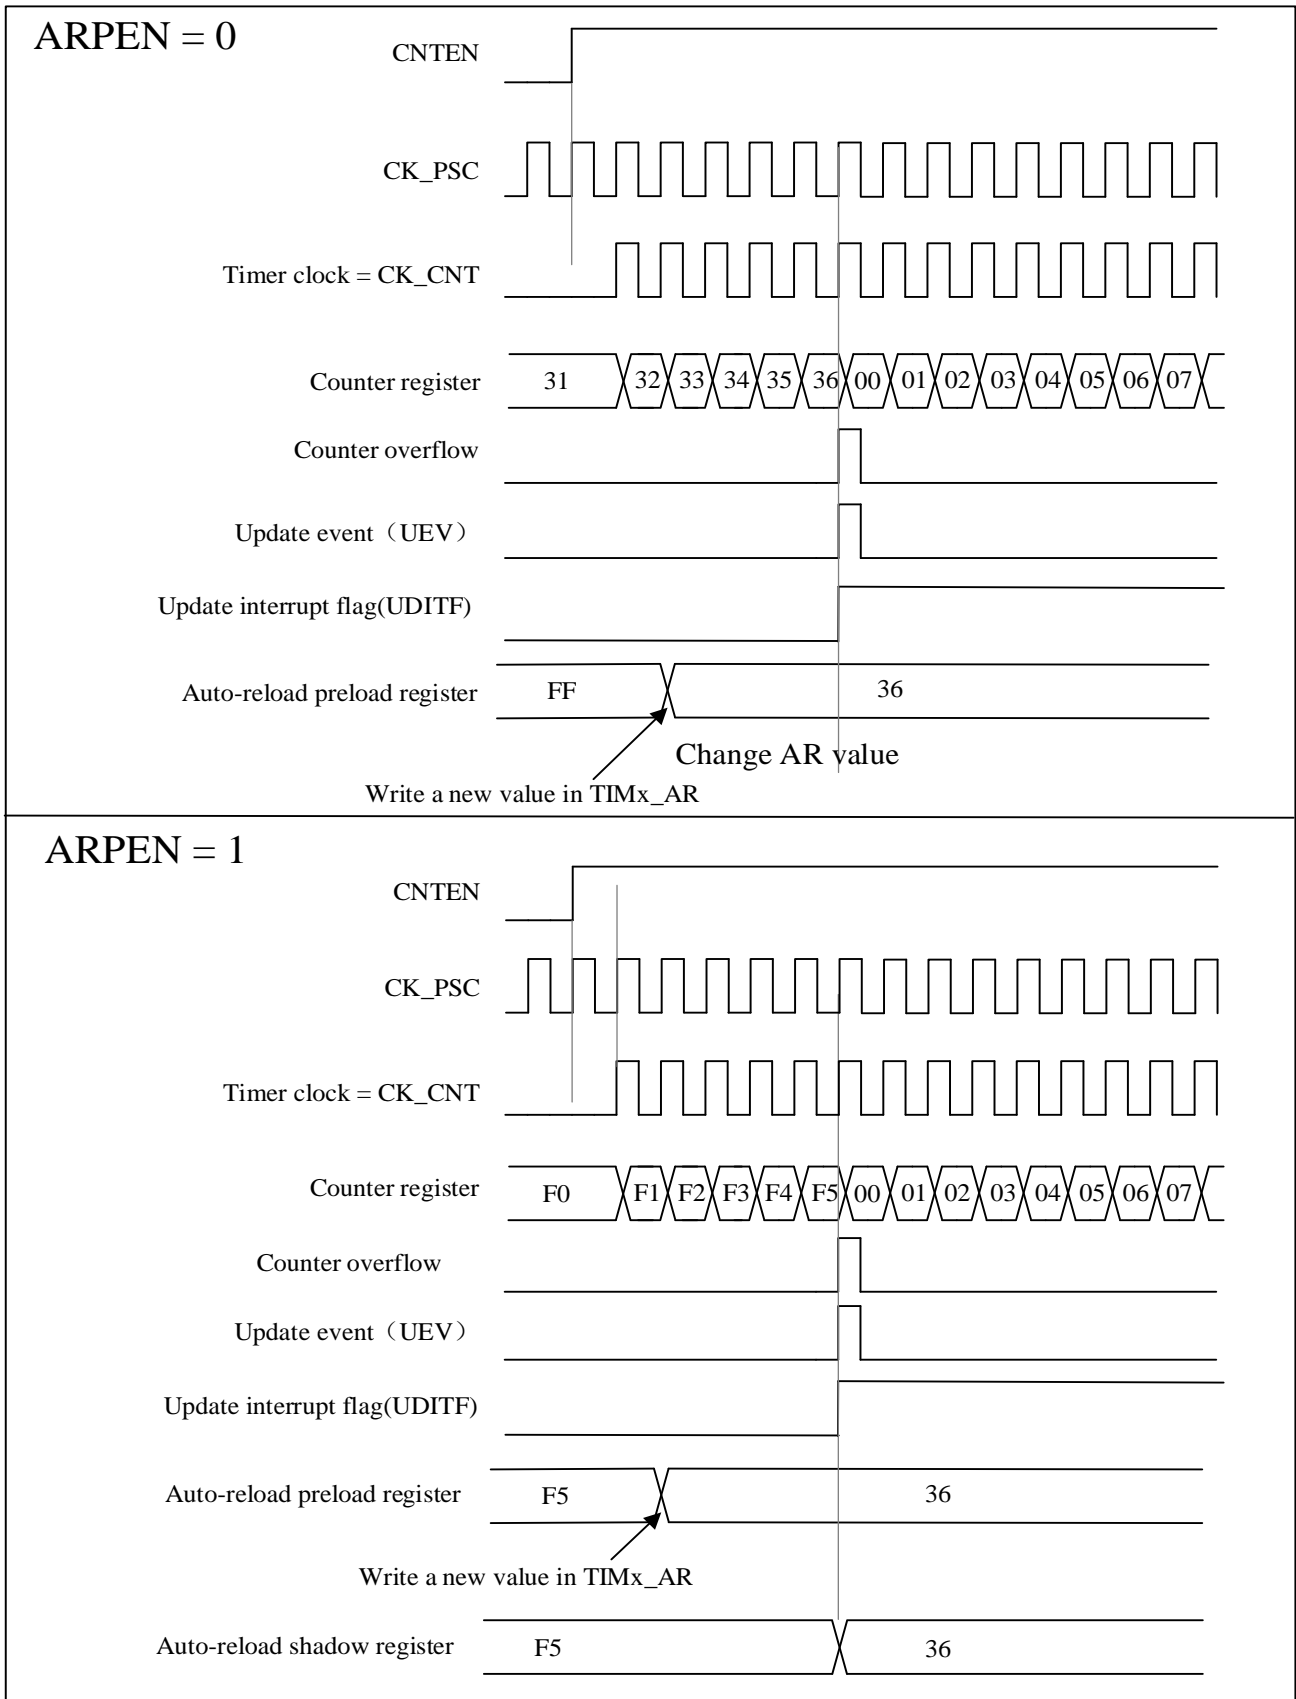 ARPEN = 0
CNTEN
CK_PSC
Timer clock = CK_CNT
Counter register 31 32 33 34 35 36 00 01 02 03 04 05 06 07
Counter overflow
Update event（UEV）
Update interrupt flag(UDITF)
Auto-reload preload register FF 36
Change AR value
Write a new value in TIMx_AR
ARPEN = 1
CNTEN
CK_PSC
Timer clock = CK_CNT
Counter register F0 F1 F2 F3 F4 F5 00 01 02 03 04 05 06 07
Counter overflow
Update event（UEV）
Update interrupt flag(UDITF)
Auto-reload preload register F5 36
Write a new value in TIMx_AR
Auto-reload shadow register F5 36